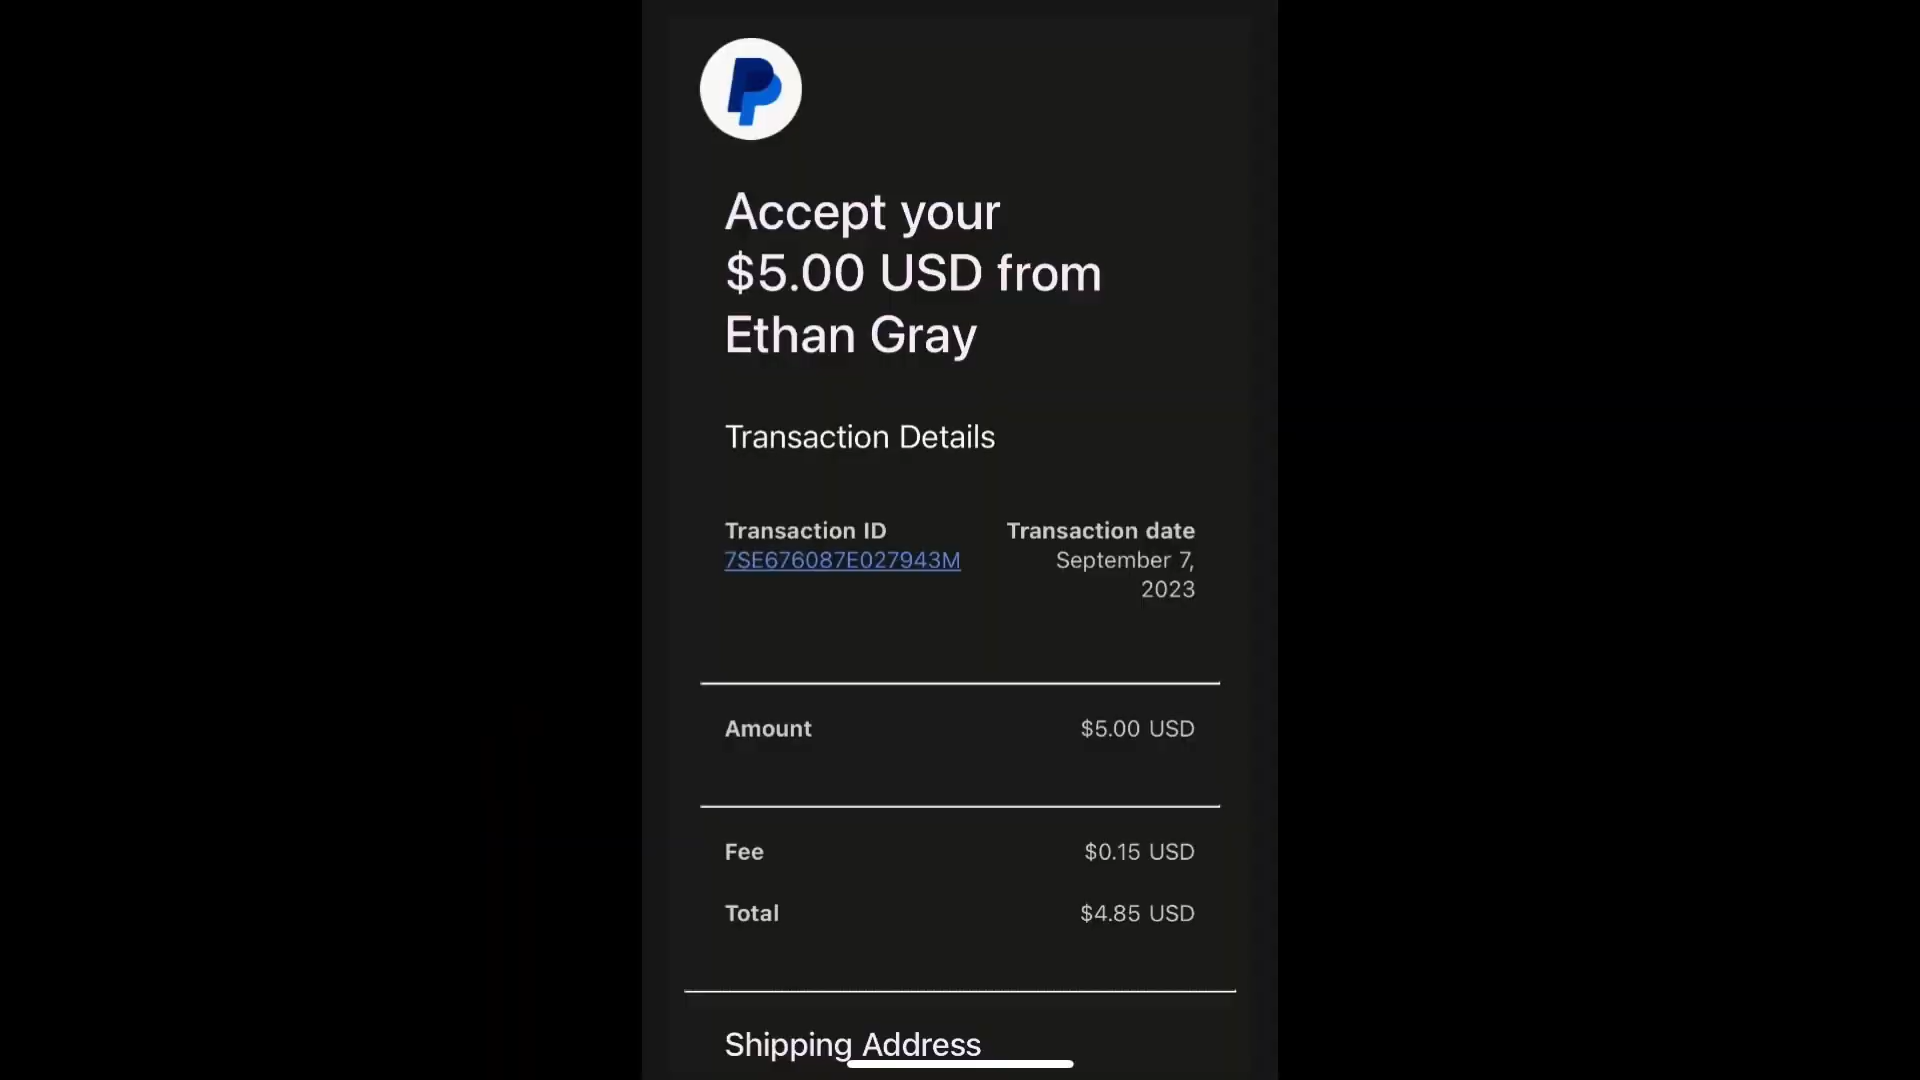 Accept your
$5.00 USD from
Ethan Gray
Transaction Details
Transaction ID
7SE676087E027943M
Transaction date
September 7,
2023
Amount
$5.00 USD
Fee
$0.15 USD
Total
$4.85 USD
Shipping Address